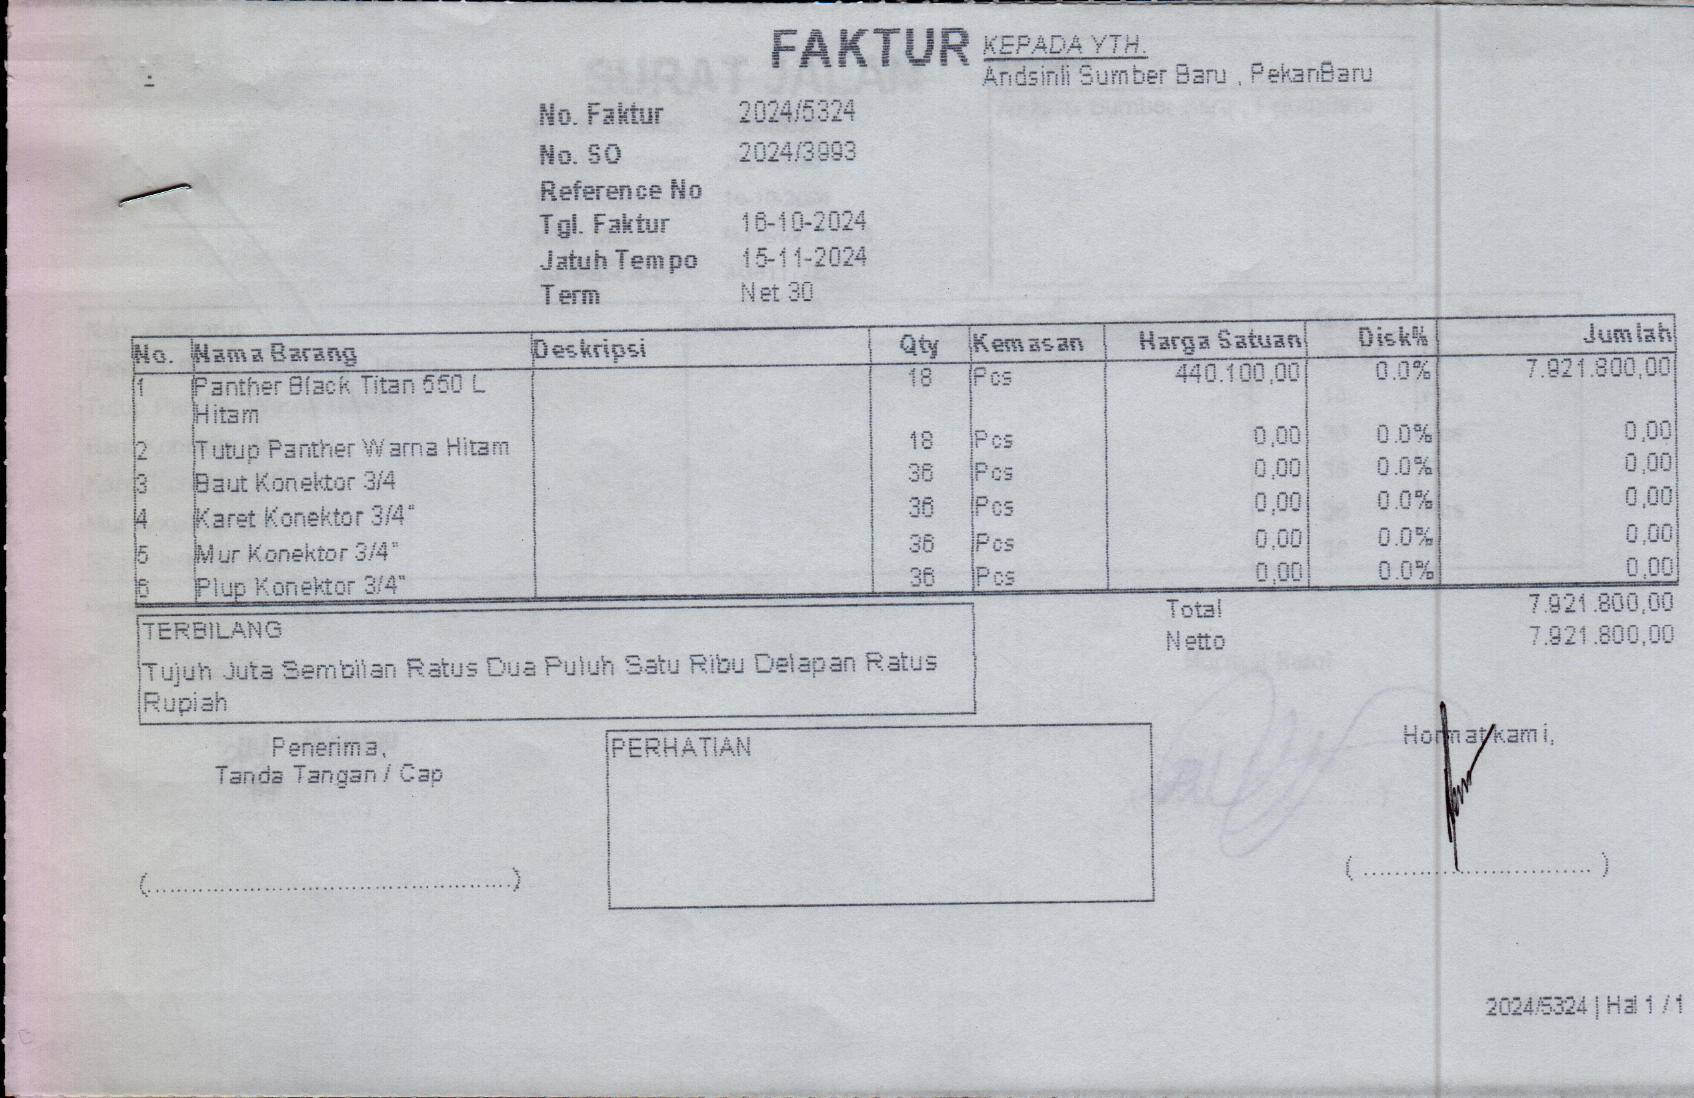 FAKTUR
KEPADA YTH.
Andsinli Sumber Baru , PekanBaru
No. Faktur 2024/5324
No. SO 2024/3993
Reference No
Tgl. Faktur 16-10-2024
Jatuh Tempo 15-11-2024
Term Net 30
No. Nama Barang Deskripsi Qty Kemasan Harga Satuan Disk% Jumlah
1 Panther Black Titan 550 L 18 Pcs 440.100,00 0.0% 7.921.800,00
Hitam
2 Tutup Panther Warna Hitam 18 Pcs 0,00 0.0% 0,00
3 Baut Konektor 3/4 36 Pcs 0,00 0.0% 0,00
4 Karet Konektor 3/4" 36 Pcs 0,00 0.0% 0,00
5 Mur Konektor 3/4" 36 Pcs 0,00 0.0% 0,00
6 Plup Konektor 3/4" 36 Pcs 0,00 0.0% 0,00
Total 7.921.800,00
Netto 7.921.800,00
TERBILANG
Tujuh Juta Sembilan Ratus Dua Puluh Satu Ribu Delapan Ratus
Rupiah
Penerima,
Tanda Tangan / Cap
PERHATIAN
Hormat kami,
2024/5324 | Hal 1 / 1